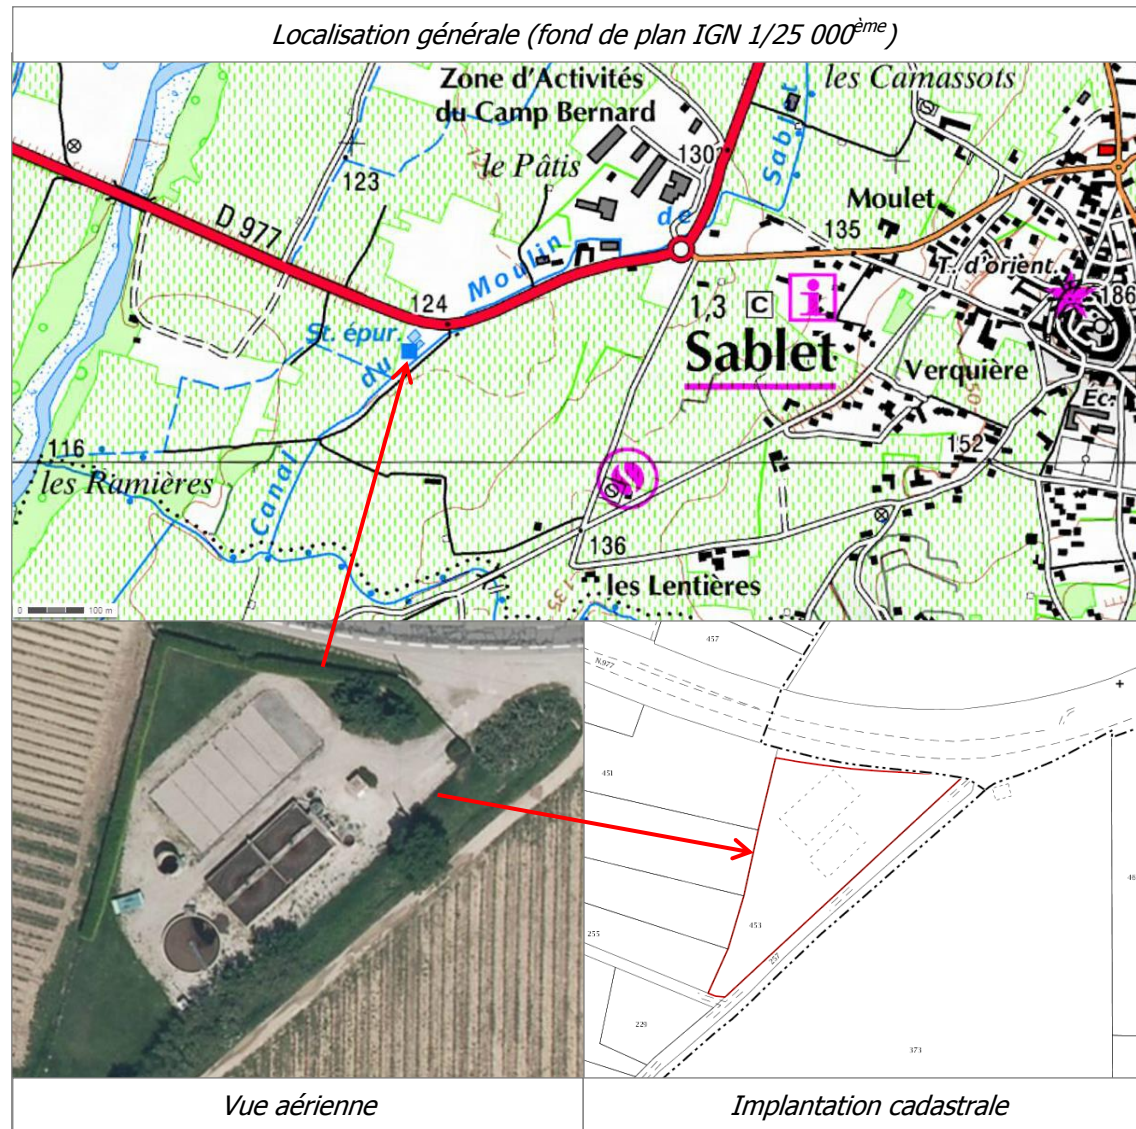 Localisation générale (fond de plan IGN 1/25 000ème)
Zone d'Activités
du Camp Bernard
les Camassots
le Pâtis
130
Sablet
123
Moulet
D 977
de
135
T. d'orient.
Moulin
186
124
1,3
C
i
St. épur.
Sablet
Verquière
du
Éc.
50
116
152
les Ramières
Canal
136
les Lentières
135
0 100 m
457
N.977
451
453
255
257
229
373
Vue aérienne
Implantation cadastrale